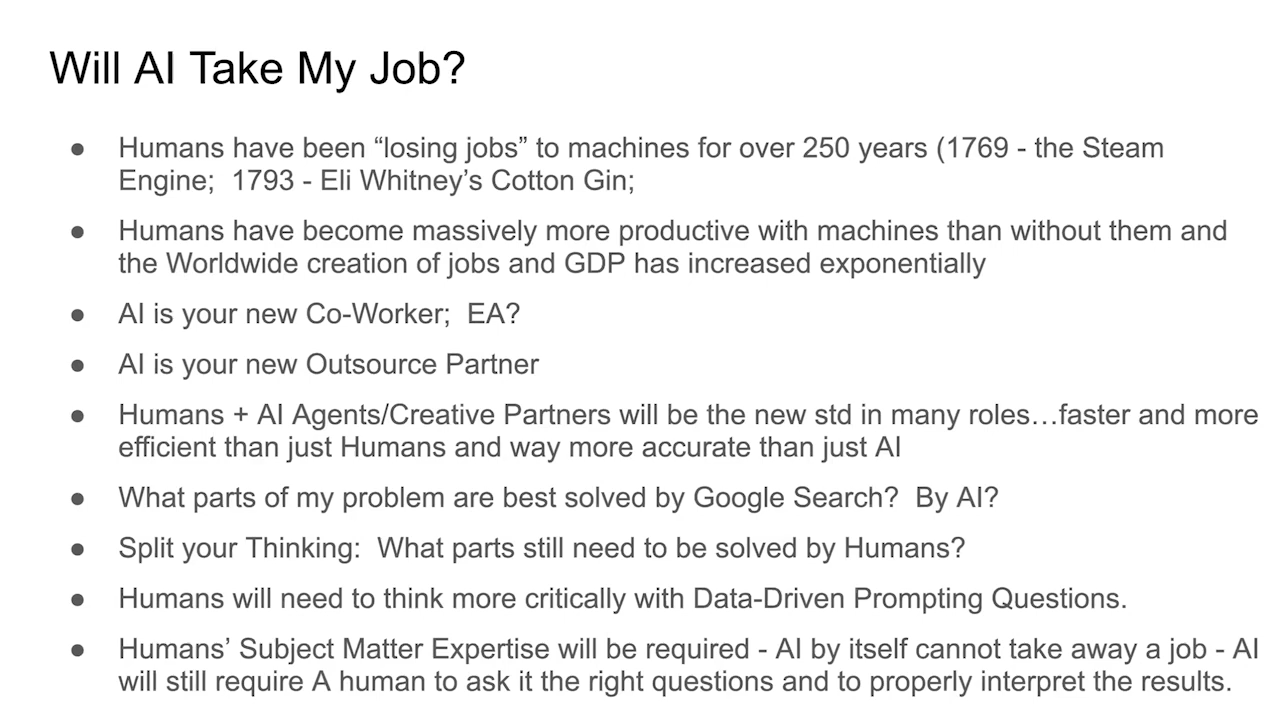 Will AI Take My Job?
● Humans have been “losing jobs” to machines for over 250 years (1769 - the Steam
Engine;  1793 - Eli Whitney’s Cotton Gin;
● Humans have become massively more productive with machines than without them and
the Worldwide creation of jobs and GDP has increased exponentially
● AI is your new Co-Worker;  EA?
● AI is your new Outsource Partner
● Humans + AI Agents/Creative Partners will be the new std in many roles…faster and more
efficient than just Humans and way more accurate than just AI
● What parts of my problem are best solved by Google Search?  By AI?
● Split your Thinking:  What parts still need to be solved by Humans?
● Humans will need to think more critically with Data-Driven Prompting Questions.
● Humans’ Subject Matter Expertise will be required - AI by itself cannot take away a job - AI
will still require A human to ask it the right questions and to properly interpret the results.